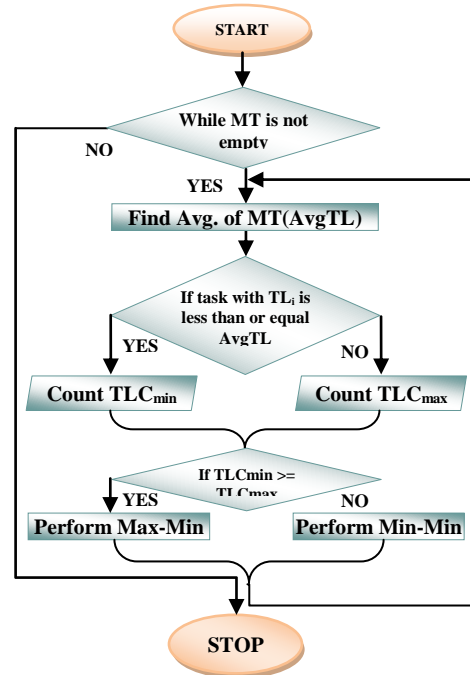 START
While MT is not
empty
NO
YES
Find Avg. of MT(AvgTL)
If task with TLi is
less than or equal
AvgTL
YES
NO
Count TLCmin
Count TLCmax
If TLCmin >=
TLCmax
YES
NO
Perform Max-Min
Perform Min-Min
STOP